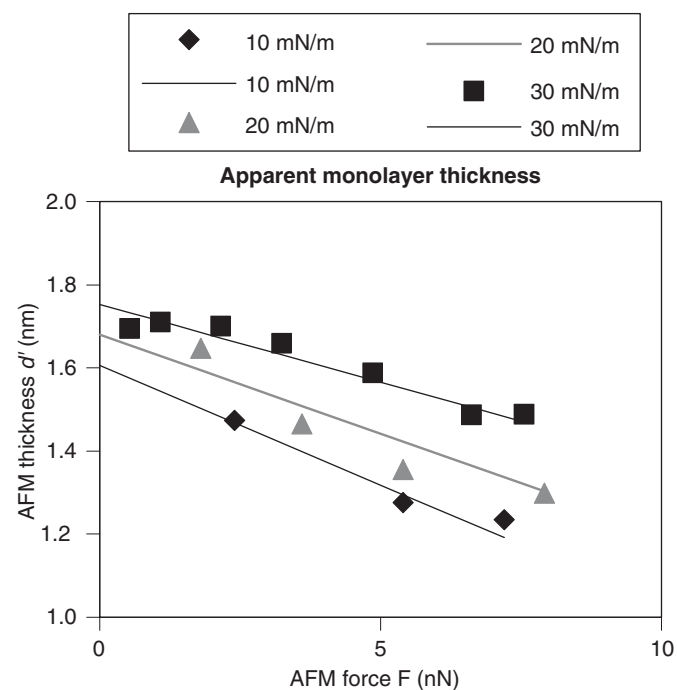 10 mN/m
20 mN/m
10 mN/m
30 mN/m
20 mN/m
30 mN/m
Apparent monolayer thickness
2.0
1.8
1.6
1.4
1.2
1.0
AFM thickness d′ (nm)
0
5
10
AFM force F (nN)